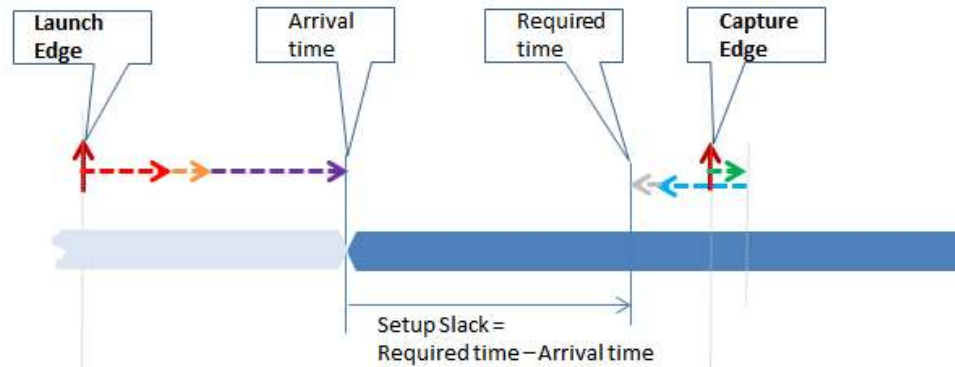 Launch
Edge
Arrival
time
Required
time
Capture
Edge
Setup Slack =
Required time – Arrival time